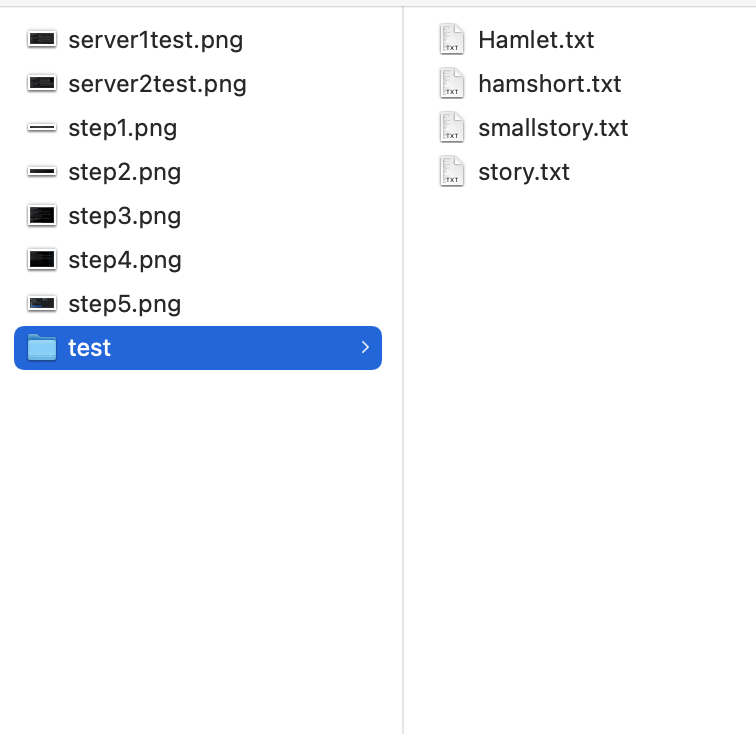 server1test.png
server2test.png
step1.png
step2.png
step3.png
step4.png
step5.png
test
TXT Hamlet.txt
TXT hamshort.txt
TXT smallstory.txt
TXT story.txt